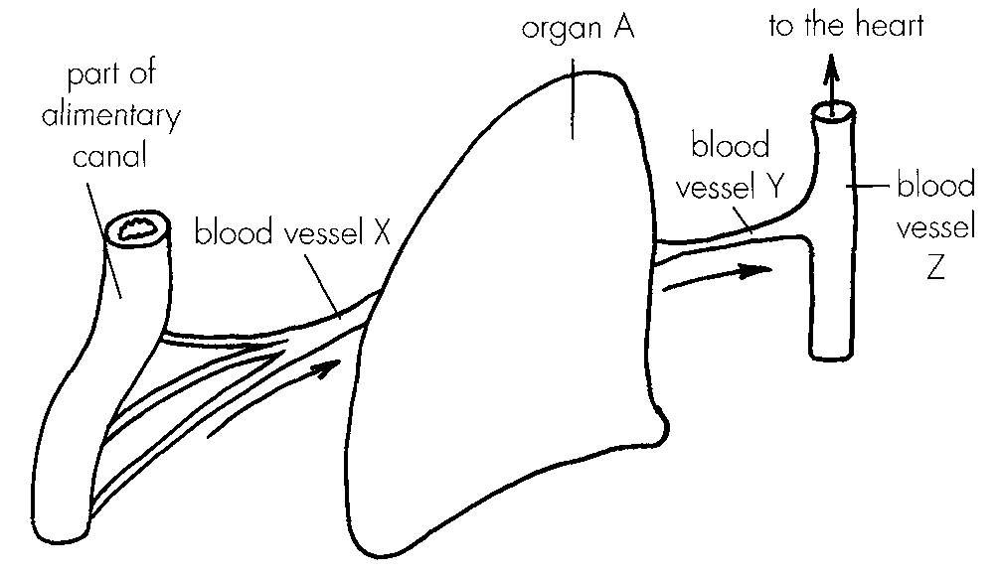 organ A
to the heart
part of
alimentary
canal
blood vessel X
blood
vessel Y
blood
vessel
Z